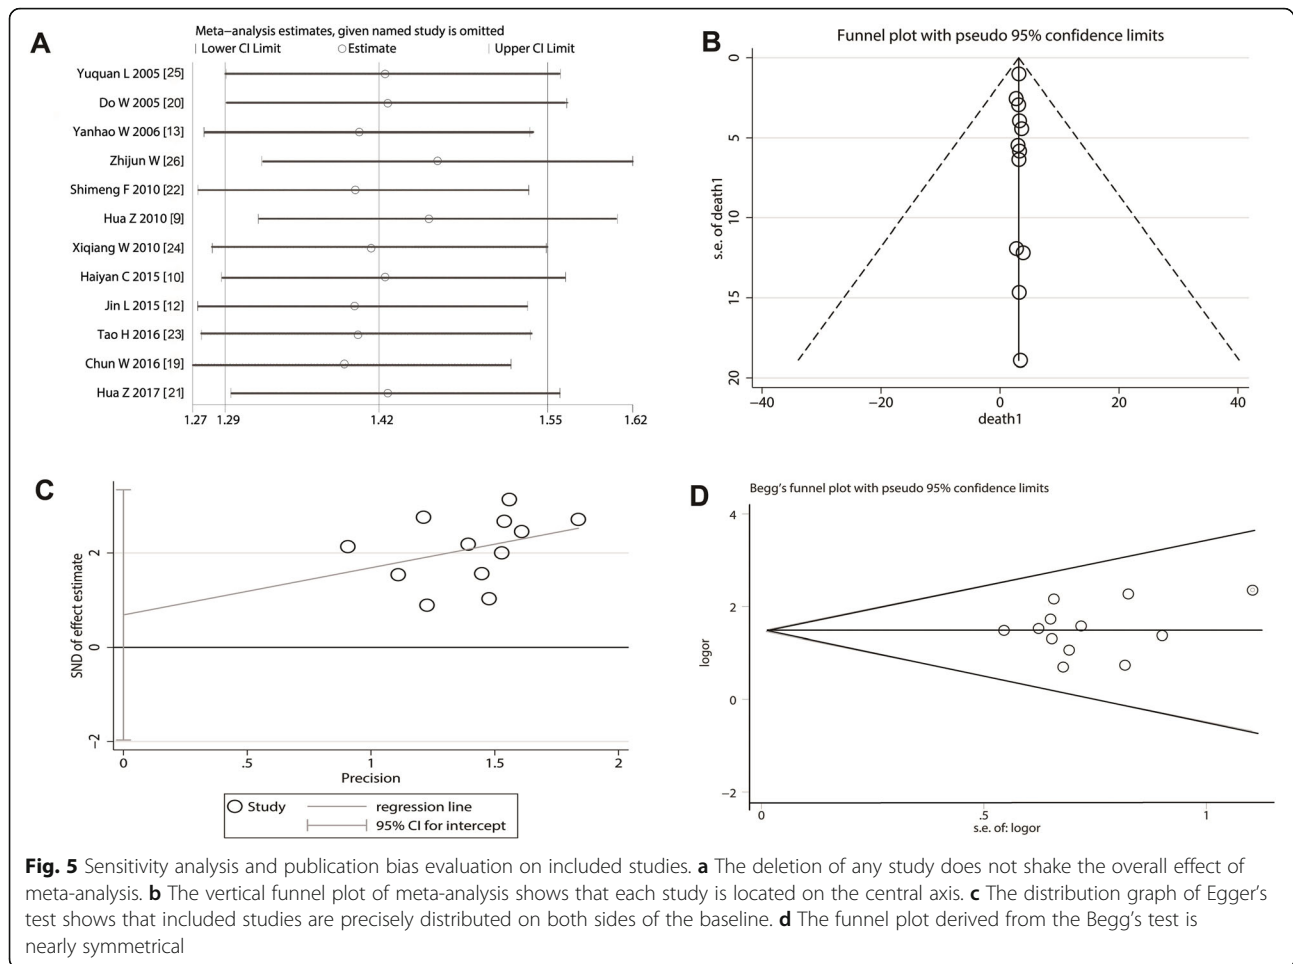 A
Meta−analysis estimates, given named study is omitted
| Lower CI Limit ○Estimate | Upper CI Limit
Yuquan L 2005 [25]
Do W 2005 [20]
Yanhao W 2006 [13]
Zhijun W [26]
Shimeng F 2010 [22]
Hua Z 2010 [9]
Xiqiang W 2010 [24]
Haiyan C 2015 [10]
Jin L 2015 [12]
Tao H 2016 [23]
Chun W 2016 [19]
Hua Z 2017 [21]
1.27 1.29 1.42 1.55 1.62
B
Funnel plot with pseudo 95% confidence limits
s.e. of death1
0
5
10
15
20
−40 −20 0 20 40
death1
C
SND of effect estimate
2
0
−2
0 .5 1 1.5 2
Precision
Study regression line
95% CI for intercept
D
Begg's funnel plot with pseudo 95% confidence limits
logor
4
2
0
−2
0 .5 1
s.e. of: logor
Fig. 5 Sensitivity analysis and publication bias evaluation on included studies. a The deletion of any study does not shake the overall effect of
meta-analysis. b The vertical funnel plot of meta-analysis shows that each study is located on the central axis. c The distribution graph of Egger's
test shows that included studies are precisely distributed on both sides of the baseline. d The funnel plot derived from the Begg's test is
nearly symmetrical